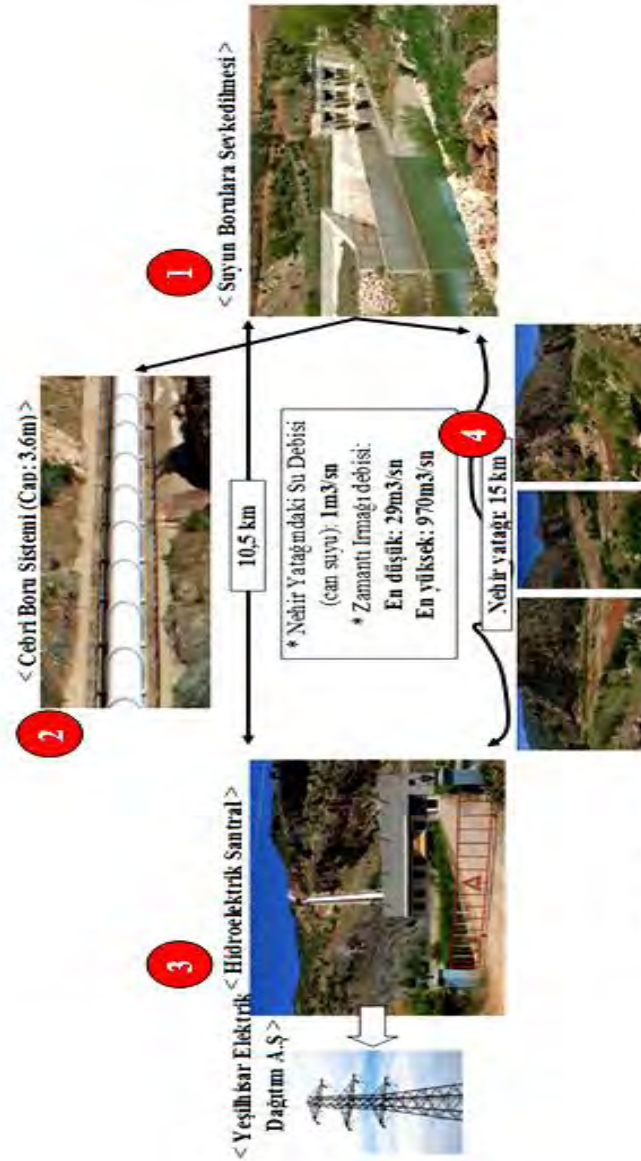 1
< Suyun Borulara Sevkedilmesi >
2
< Cebri Boru Sistemi (Çap: 3.6m) >
10,5 km
* Nehir Yatağındaki Su Debisi
(can suyu): 1m3/sn
* Zamantı Irmağı debisi:
En düşük: 29m3/sn
En yüksek: 970m3/sn
3
< Hidroelektrik Santral >
< Yeşilhisar Elektrik
Dağıtım A.Ş >
4
Nehir yatağı: 15 km